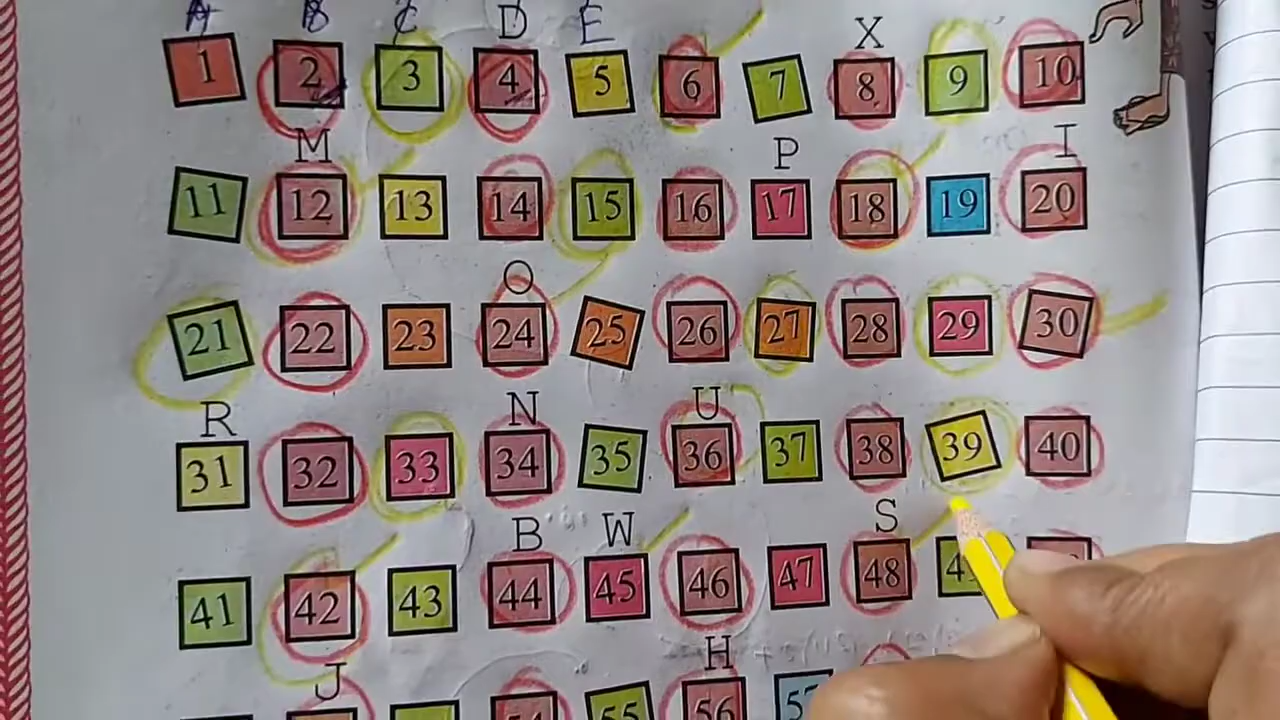 A B C D E X
1 2 3 4 5 6 7 8 9 10
M P I
11 12 13 14 15 16 17 18 19 20
O
21 22 23 24 25 26 27 28 29 30
R N U
31 32 33 34 35 36 37 38 39 40
B W S
41 42 43 44 45 46 47 48
J H
55 56